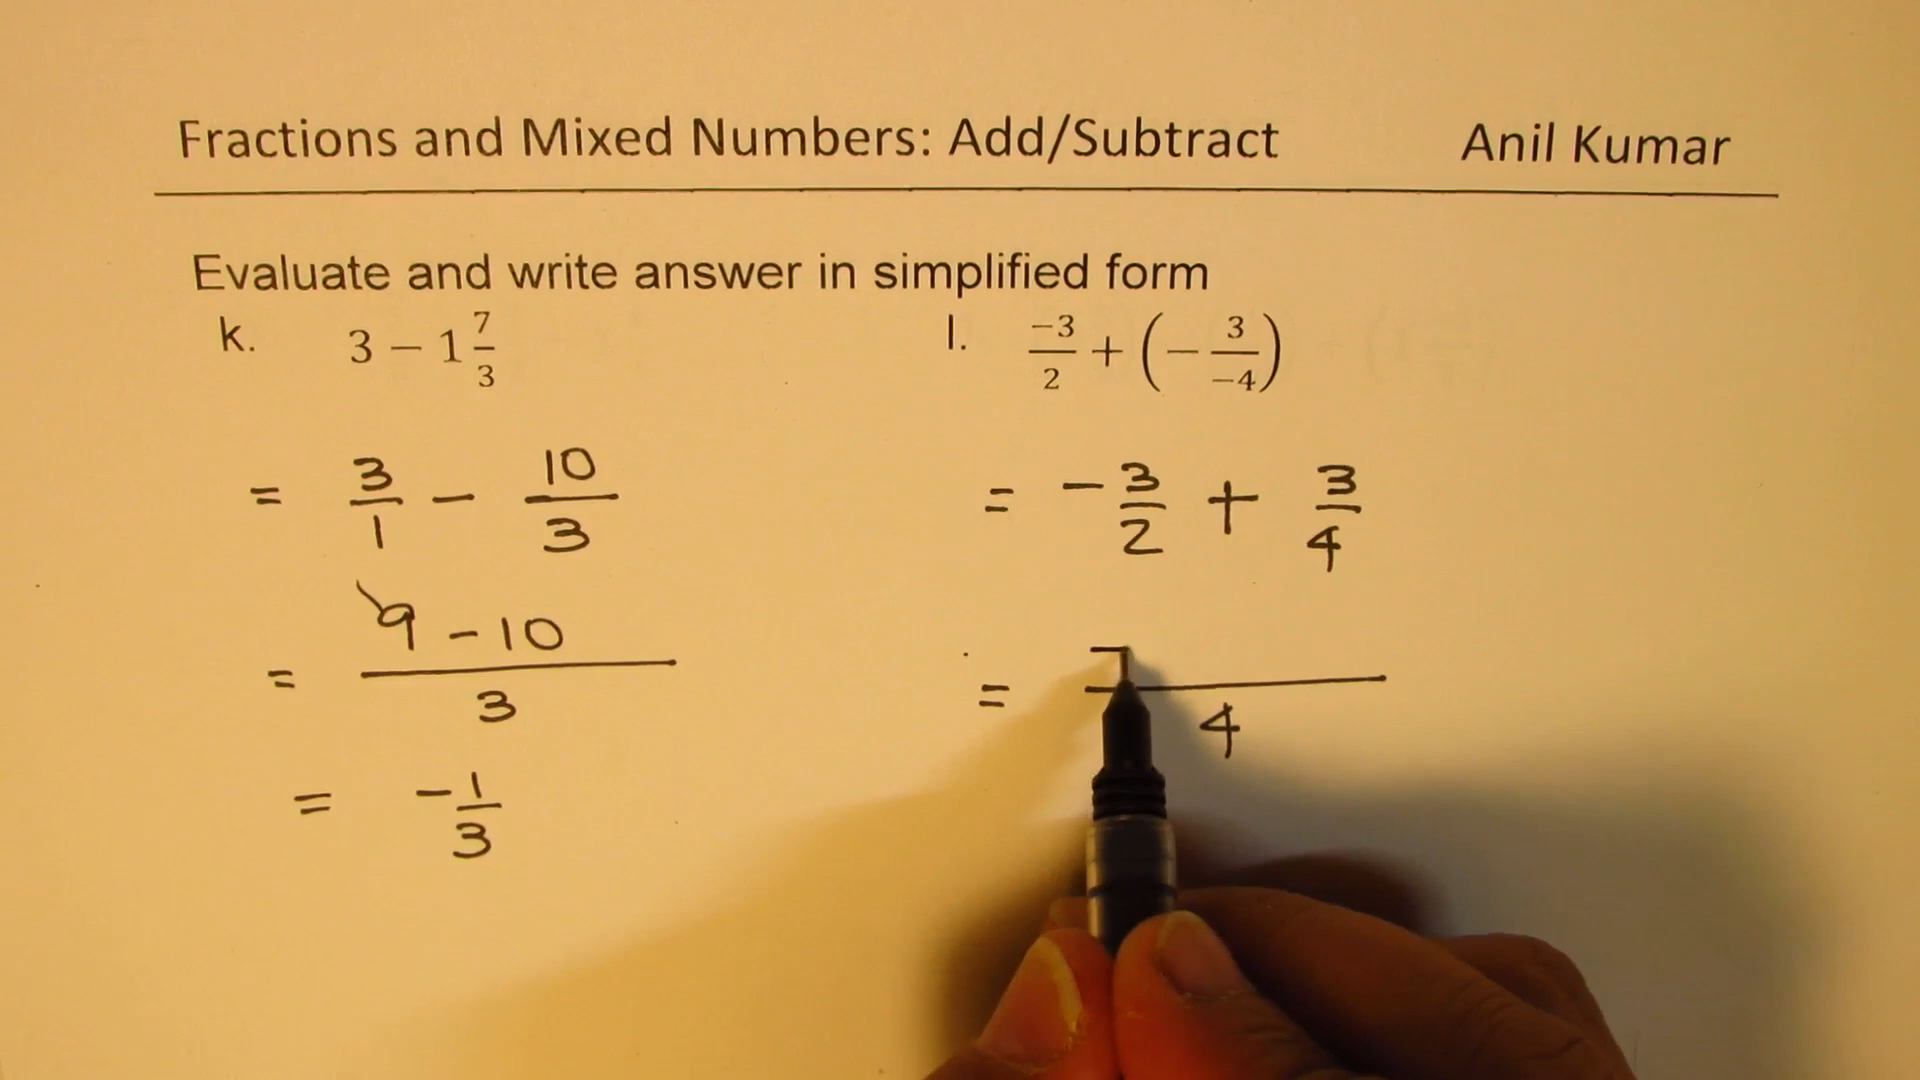 Fractions and Mixed Numbers: Add/Subtract Anil Kumar
Evaluate and write answer in simplified form
k. 3 − 1 7/3
= 3/1 − 10/3
= (9 − 10)/3
= −1/3
l. −3/2 + (− 3/−4)
= −3/2 + 3/4
= −/4